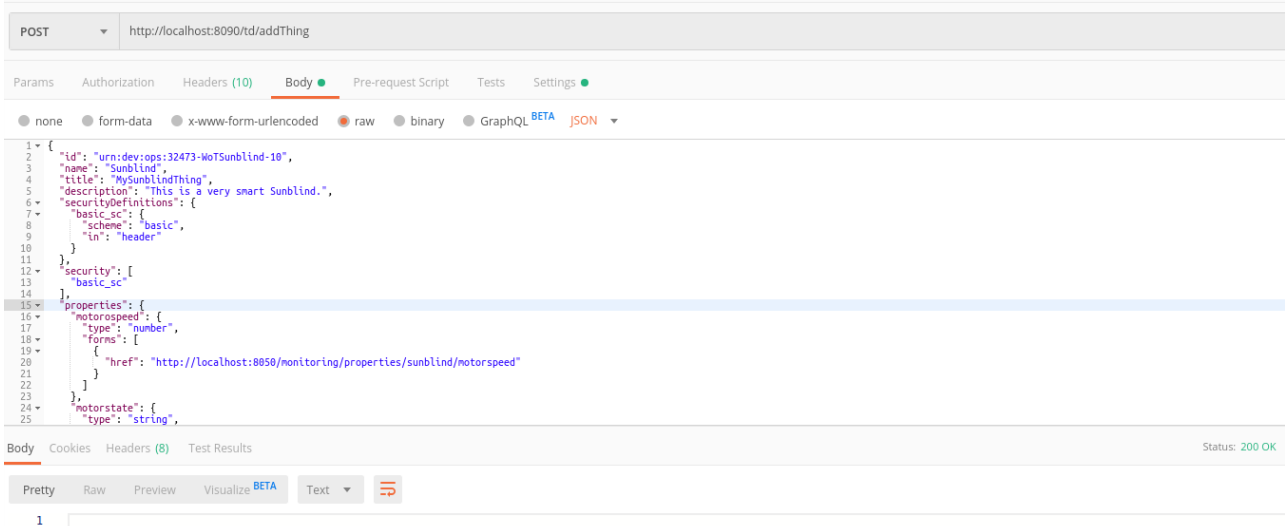 POST http://localhost:8090/td/addThing
Params Authorization Headers (10) Body Pre-request Script Tests Settings
none form-data x-www-form-urlencoded raw binary GraphQL BETA JSON
1 {
2 "id": "urn:dev:ops:32473-WoTSunblind-10",
3 "name": "Sunblind",
4 "title": "MySunblindThing",
5 "description": "This is a very smart Sunblind.",
6 "securityDefinitions": {
7 "basic_sc": {
8 "scheme": "basic",
9 "in": "header"
10 }
11 },
12 "security": [
13 "basic_sc"
14 ],
15 "properties": {
16 "motorospeed": {
17 "type": "number",
18 "forms": [
19 {
20 "href": "http://localhost:8050/monitoring/properties/sunblind/motorspeed"
21 }
22 ]
23 },
24 "motorstate": {
25 "type": "string",
Body Cookies Headers (8) Test Results Status: 200 OK
Pretty Raw Preview Visualize BETA Text
1